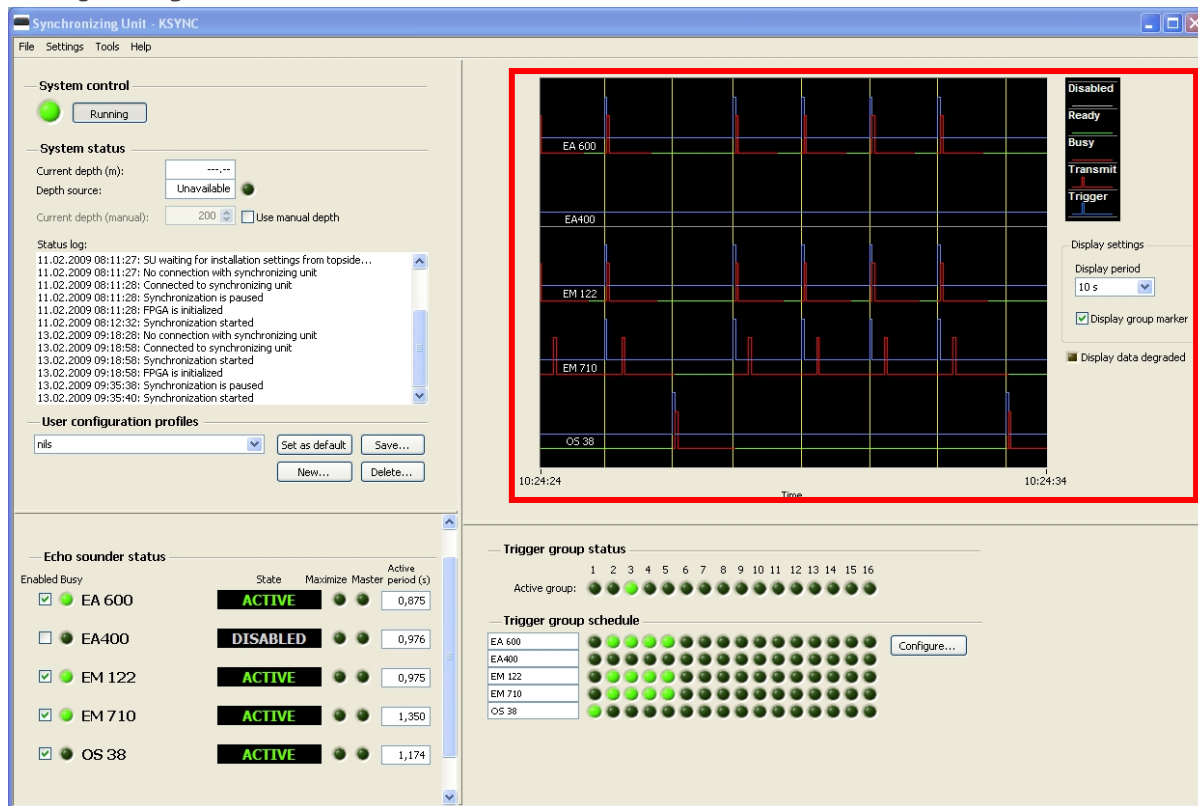 Synchronizing Unit - KSYNC
File Settings Tools Help
System control
Running
System status
Current depth (m): ---.--
Depth source: Unavailable
Current depth (manual): 200 Use manual depth
Status log:
11.02.2009 08:11:27: SU waiting for installation settings from topside...
11.02.2009 08:11:27: No connection with synchronizing unit
11.02.2009 08:11:28: Connected to synchronizing unit
11.02.2009 08:11:28: Synchronization is paused
11.02.2009 08:11:28: FPGA is initialized
11.02.2009 08:12:32: Synchronization started
13.02.2009 09:18:28: No connection with synchronizing unit
13.02.2009 09:18:58: Connected to synchronizing unit
13.02.2009 09:18:58: Synchronization started
13.02.2009 09:18:58: FPGA is initialized
13.02.2009 09:35:38: Synchronization is paused
13.02.2009 09:35:40: Synchronization started
User configuration profiles
nils Set as default Save...
New... Delete...
EA 600
EA400
EM 122
EM 710
OS 38
10:24:24 10:24:34
Time
Disabled
Ready
Busy
Transmit
Trigger
Display settings
Display period
10 s
Display group marker
Display data degraded
Echo sounder status
Enabled Busy State Maximize Master Active period (s)
EA 600 ACTIVE 0,875
EA400 DISABLED 0,976
EM 122 ACTIVE 0,975
EM 710 ACTIVE 1,350
OS 38 ACTIVE 1,174
Trigger group status
1 2 3 4 5 6 7 8 9 10 11 12 13 14 15 16
Active group:
Trigger group schedule
EA 600
EA400
EM 122
EM 710
OS 38
Configure...